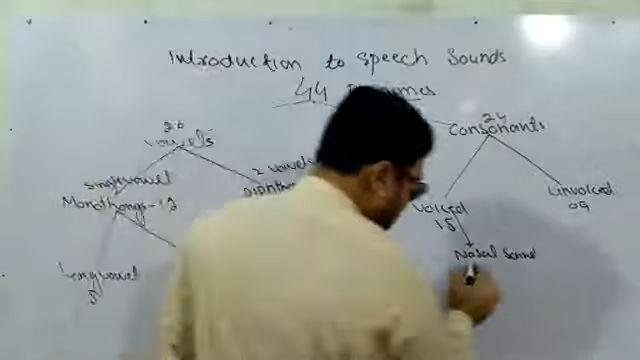 Introduction to speech Sounds
44
20
vowels
24
Consonants
single vowel
Monothongs - 12
2 vowels
Diphtho
Voiced
15
Unvoiced
09
Long vowel
5
Nasal Sound